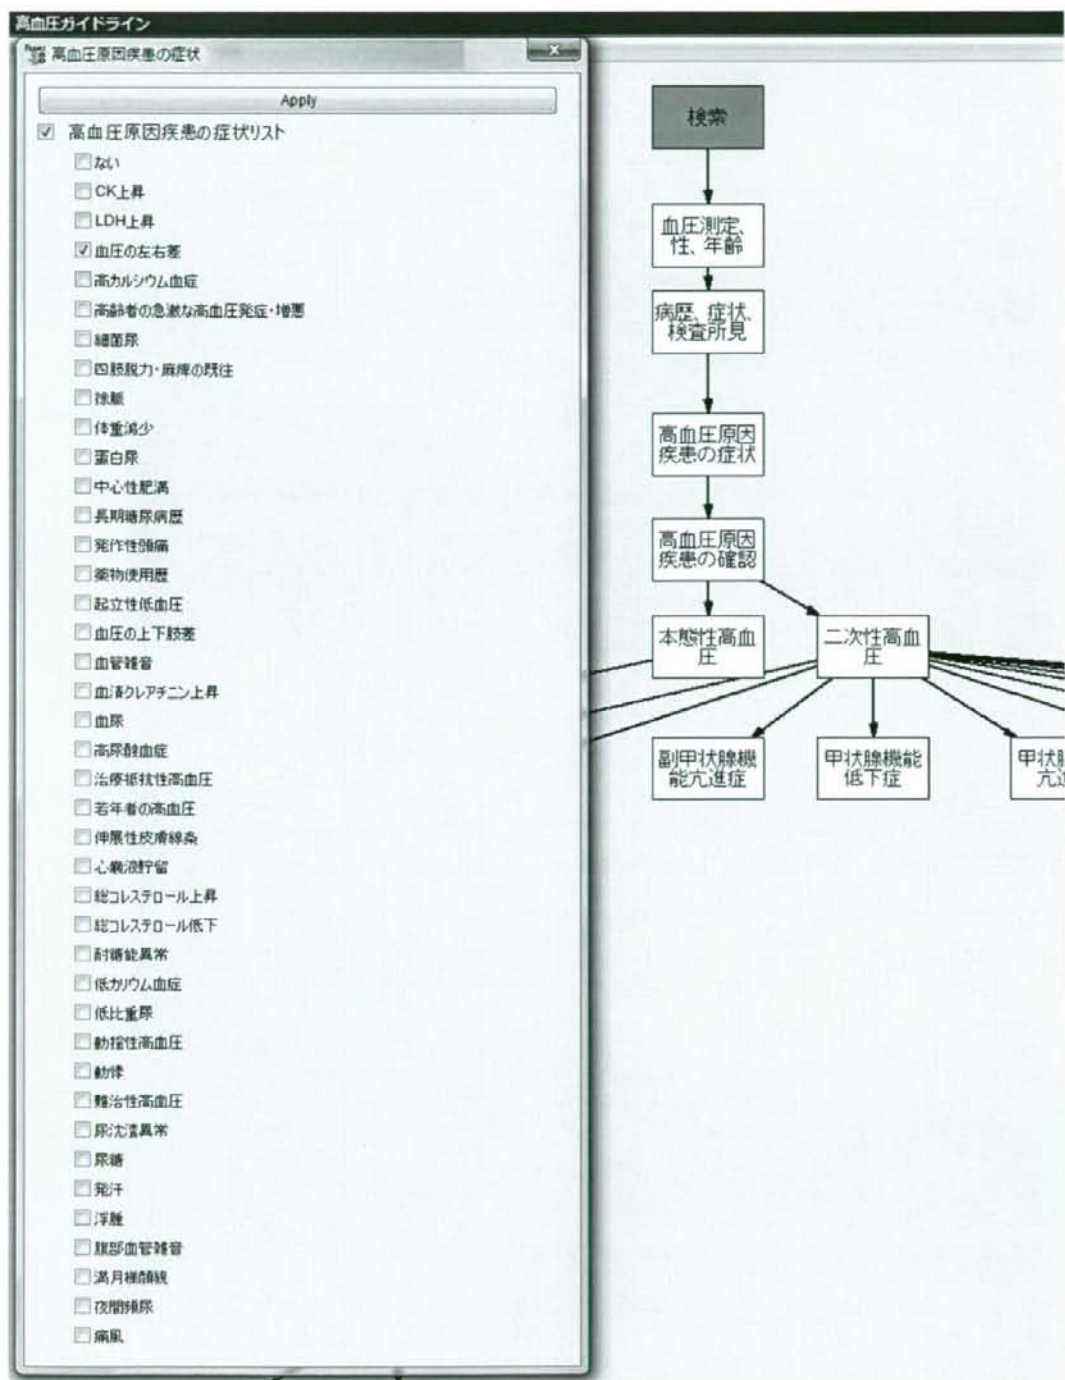 高血圧ガイドライン
高血圧原因疾患の症状
Apply
高血圧原因疾患の症状リスト
ない
CK上昇
LDH上昇
血圧の左右差
高カルシウム血症
高齢者の急激な高血圧発症・増悪
細菌尿
四肢脱力・麻痺の既往
徐脈
体重減少
蛋白尿
中心性肥満
長期糖尿病歴
発作性頭痛
薬物使用歴
起立性低血圧
血圧の上下肢差
血管雑音
血清クレアチニン上昇
血尿
高尿酸血症
治療抵抗性高血圧
若年者の高血圧
伸展性皮膚線条
心嚢液貯留
総コレステロール上昇
総コレステロール低下
耐糖能異常
低カリウム血症
低比重尿
動揺性高血圧
動悸
難治性高血圧
尿沈渣異常
尿糖
発汗
浮腫
腹部血管雑音
満月様顔貌
夜間頻尿
痛風
検索
血圧測定、
性、年齢
病歴、症状、
検査所見
高血圧原因
疾患の症状
高血圧原因
疾患の確認
本態性高血
圧
二次性高血
圧
副甲状腺機
能亢進症
甲状腺機能
低下症
甲状